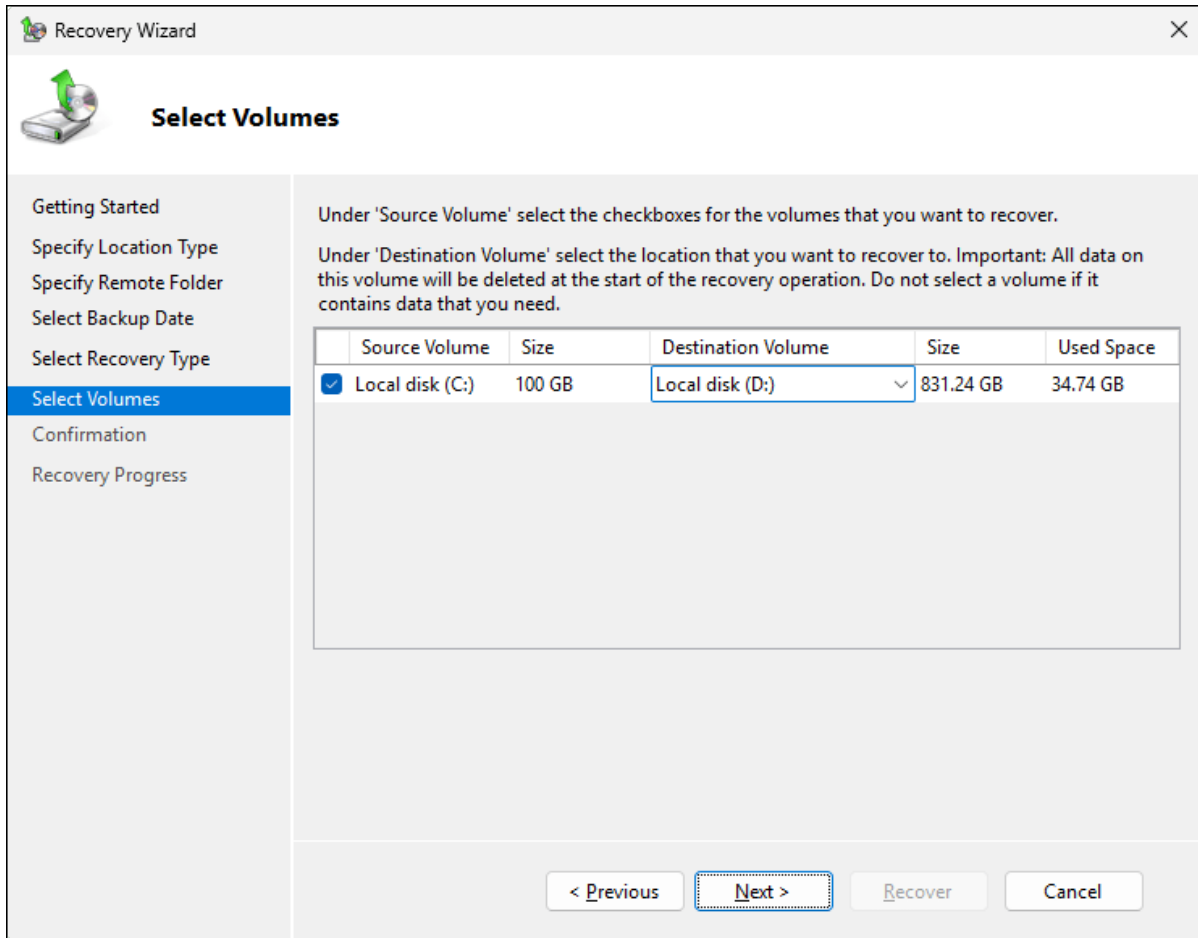 Recovery Wizard
Select Volumes
Getting Started
Specify Location Type
Specify Remote Folder
Select Backup Date
Select Recovery Type
Select Volumes
Confirmation
Recovery Progress
Under 'Source Volume' select the checkboxes for the volumes that you want to recover.
Under 'Destination Volume' select the location that you want to recover to. Important: All data on
this volume will be deleted at the start of the recovery operation. Do not select a volume if it
contains data that you need.
Source Volume Size Destination Volume Size Used Space
Local disk (C:) 100 GB Local disk (D:) 831.24 GB 34.74 GB
< Previous Next > Recover Cancel